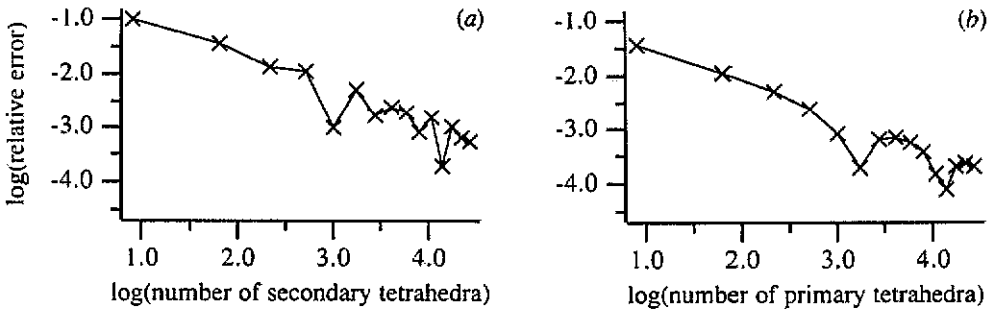 (a)
log(relative error)
-1.0
-2.0
-3.0
-4.0
1.0 2.0 3.0 4.0
log(number of secondary tetrahedra)
(b)
-1.0
-2.0
-3.0
-4.0
1.0 2.0 3.0 4.0
log(number of primary tetrahedra)